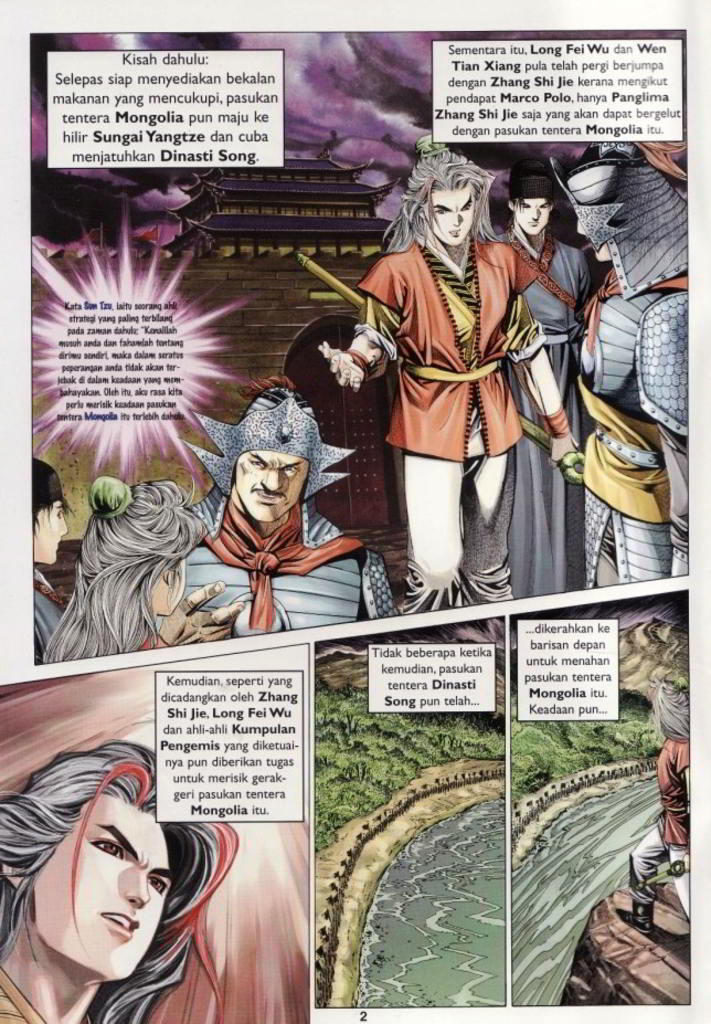 Kisah dahulu:
Selepas siap menyediakan bekalan
makanan yang mencukupi, pasukan
tentera Mongolia pun maju ke
hilir Sungai Yangtze dan cuba
menjatuhkan Dinasti Song.
Sementara itu, Long Fei Wu dan Wen
Tian Xiang pula telah pergi berjumpa
dengan Zhang Shi Jie kerana mengikut
pendapat Marco Polo, hanya Panglima
Zhang Shi Jie saja yang akan dapat bergelut
dengan pasukan tentera Mongolia itu.
Kata Sun Tzu, iaitu seorang ahli
strategi yang paling terbilang
pada zaman dahulu; "Kenalilah
musuh anda dan fahamlah tentang
dirimu sendiri, maka dalam seratus
peperangan anda tidak akan ter-
jebak di dalam keadaan yang mem-
bahayakan. Oleh itu, aku rasa kita
perlu merisik keadaan pasukan
tentera Mongolia itu terlebih dahulu.
Kemudian, seperti yang
dicadangkan oleh Zhang
Shi Jie, Long Fei Wu
dan ahli-ahli Kumpulan
Pengemis yang diketuai-
nya pun diberikan tugas
untuk merisik gerak-
geri pasukan tentera
Mongolia itu.
Tidak beberapa ketika
kemudian, pasukan
tentera Dinasti
Song pun telah...
...dikerahkan ke
barisan depan
untuk menahan
pasukan tentera
Mongolia itu.
Keadaan pun...
2